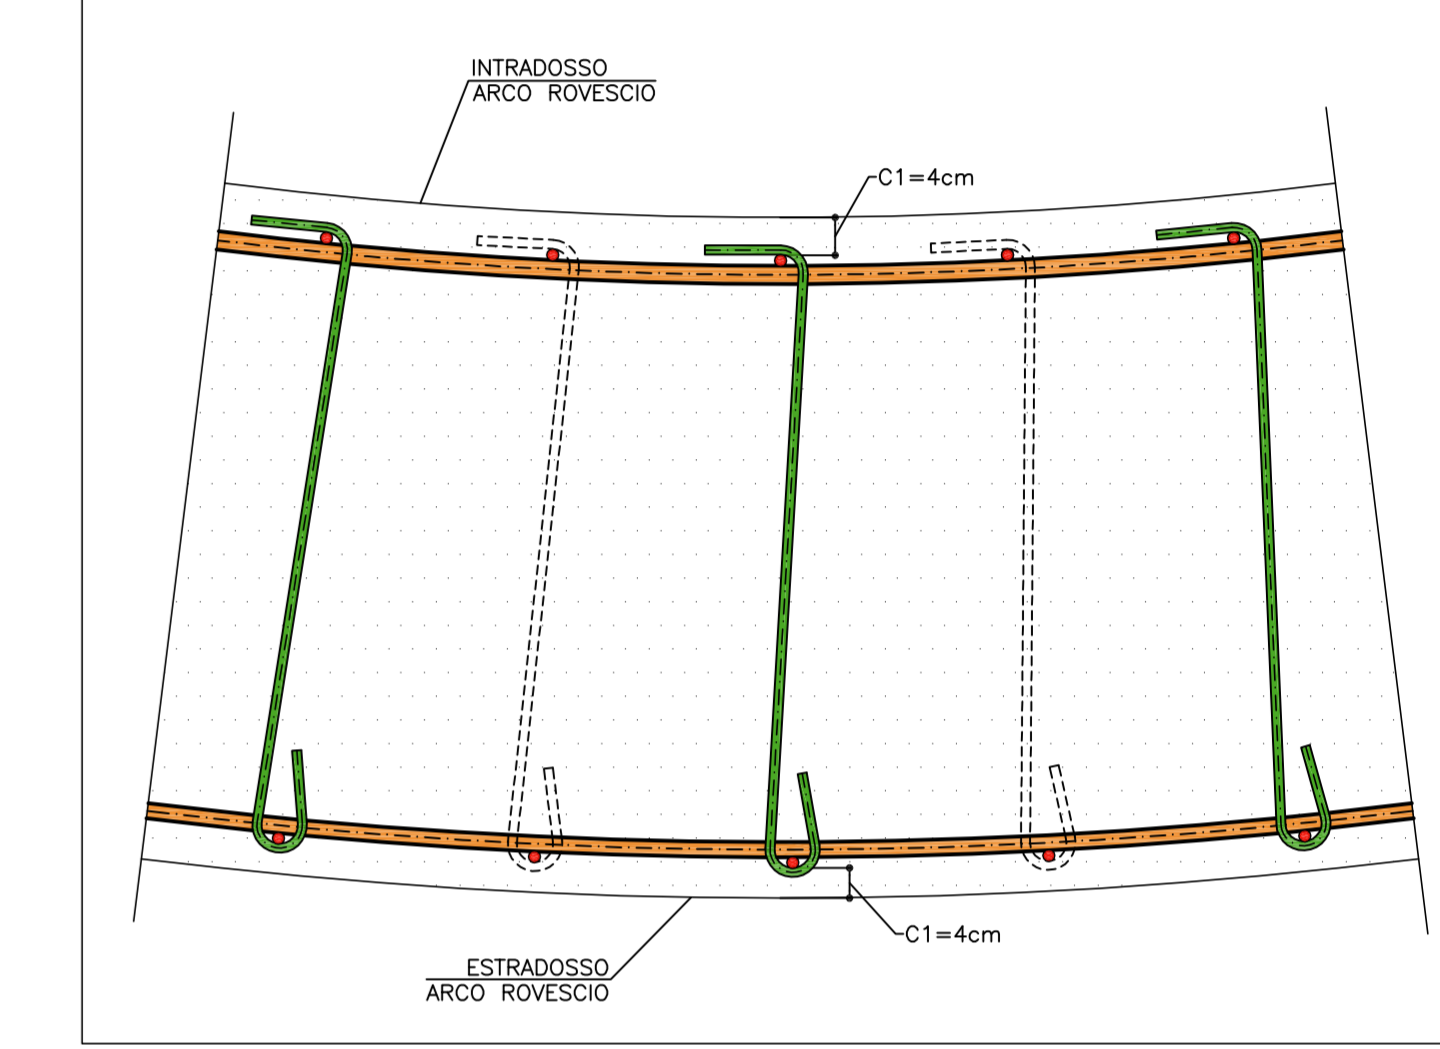 INTRADOSSO
ARCO ROVESCIO
C1=4cm
C1=4cm
ESTRADOSSO
ARCO ROVESCIO